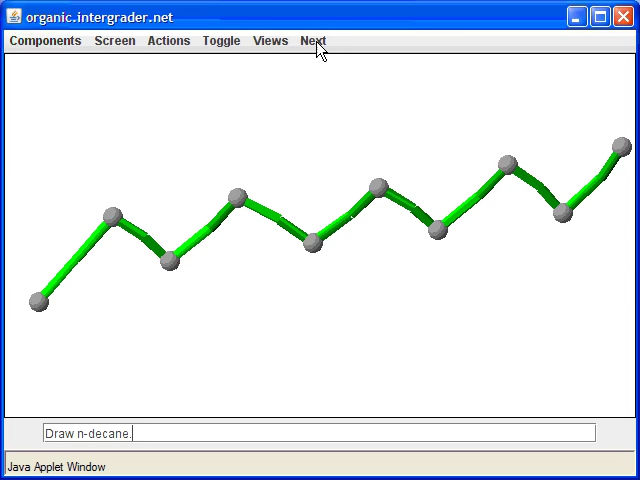 organic.intergrader.net
Components Screen Actions Toggle Views Next
Draw n-decane.
Java Applet Window